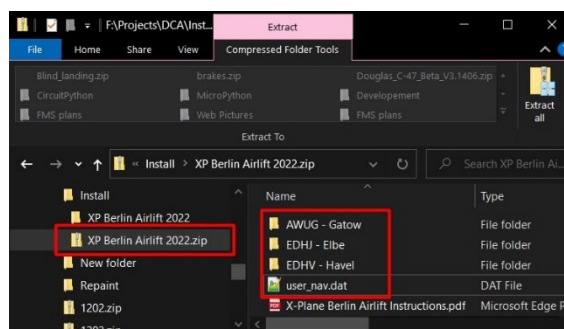 F:\Projects\DCA\Inst...
Extract
File
Home
Share
View
Compressed Folder Tools
Blind_landing.zip
brakes.zip
Douglas_C-47_Beta_V3.1406.zip
CircuitPython
MicroPython
Developement
FMS plans
Web Pictures
FMS plans
Extract all
Extract To
« Install > XP Berlin Airlift 2022.zip
Search XP Berlin Ai...
Install
XP Berlin Airlift 2022
XP Berlin Airlift 2022.zip
New folder
Repaint
1202.zip
Name
Type
AWUG - Gatow
File folder
EDHJ - Elbe
File folder
EDHV - Havel
File folder
user_nav.dat
DAT File
X-Plane Berlin Airlift Instructions.pdf
Microsoft Edge P